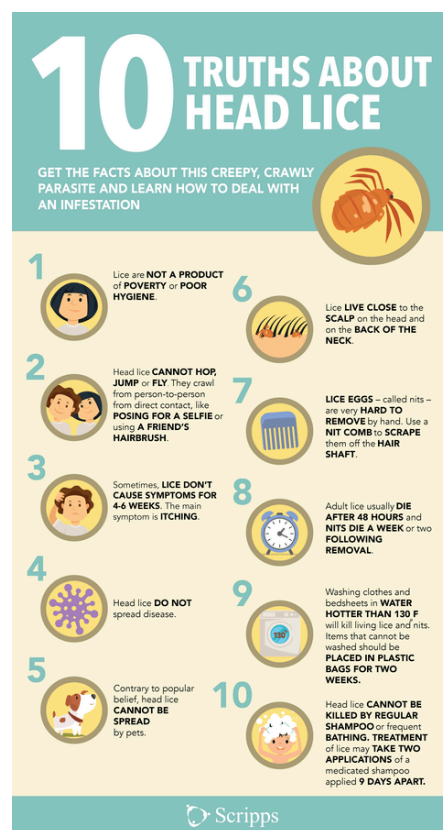 10
TRUTHS ABOUT
HEAD LICE
GET THE FACTS ABOUT THIS CREEPY, CRAWLY
PARASITE AND LEARN HOW TO DEAL WITH
AN INFESTATION
1
Lice are NOT A PRODUCT
of POVERTY or POOR
HYGIENE.
2
Head lice CANNOT HOP,
JUMP or FLY. They crawl
from person-to-person
from direct contact, like
POSING FOR A SELFIE or
using A FRIEND'S
HAIRBRUSH.
3
Sometimes, LICE DON'T
CAUSE SYMPTOMS FOR
4-6 WEEKS. The main
symptom is ITCHING.
4
Head lice DO NOT
spread disease.
5
Contrary to popular
belief, head lice
CANNOT BE
SPREAD
by pets.
6
Lice LIVE CLOSE to the
SCALP on the head and
on the BACK OF THE
NECK.
7
LICE EGGS – called nits –
are very HARD TO
REMOVE by hand. Use a
NIT COMB to SCRAPE
them off the HAIR
SHAFT.
8
Adult lice usually DIE
AFTER 48 HOURS and
NITS DIE A WEEK or two
FOLLOWING
REMOVAL.
9
130°
Washing clothes and
bedsheets in WATER
HOTTER THAN 130 F
will kill living lice and nits.
Items that cannot be
washed should be
PLACED IN PLASTIC
BAGS FOR TWO
WEEKS.
10
Head lice CANNOT BE
KILLED BY REGULAR
SHAMPOO or frequent
BATHING. TREATMENT
of lice may TAKE TWO
APPLICATIONS of a
medicated shampoo
applied 9 DAYS APART.
Scripps